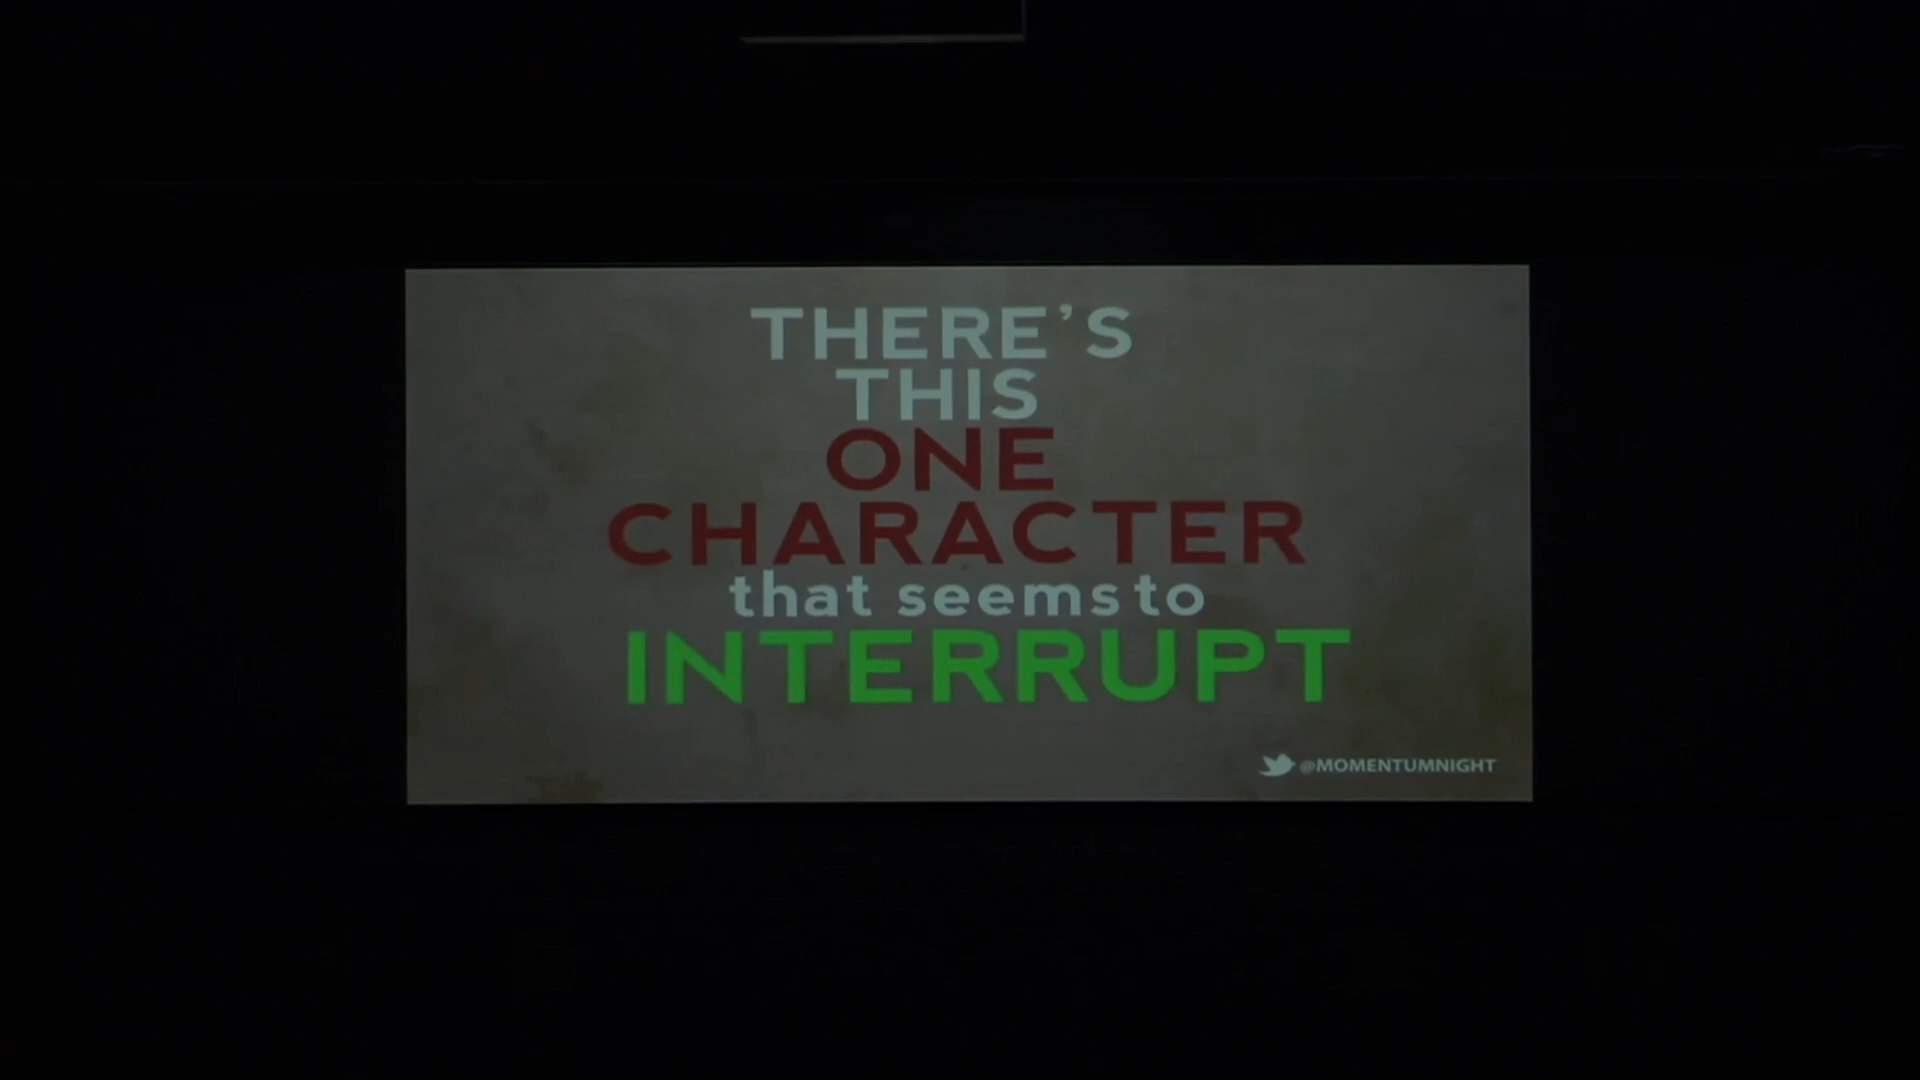 THERE'S
THIS
ONE
CHARACTER
that seems to
INTERRUPT
@MOMENTUMNIGHT